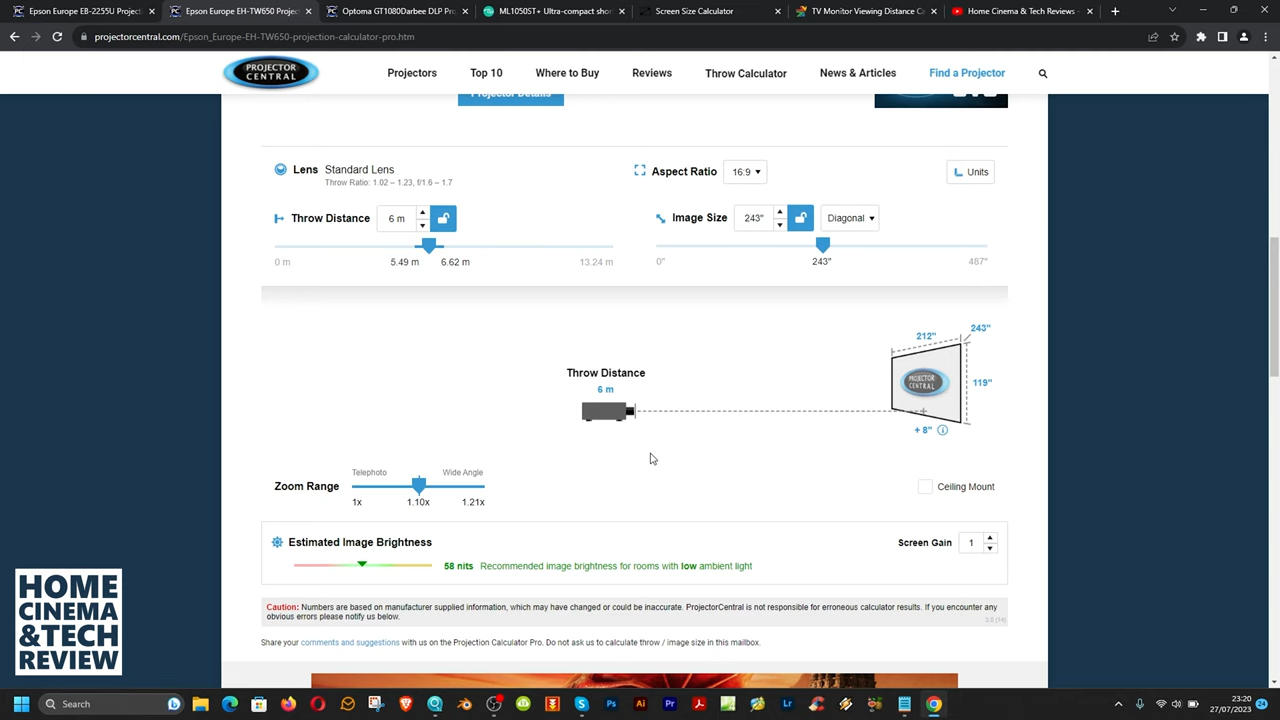 Epson EB-2255U Project
Epson Europe EH-TW650 Project
Optoma GT1080Darbee DLP Pro
ML1050ST+ Ultra-compact short
Screen Size Calculator
TV Monitor Viewing Distance Ca
Home Cinema & Tech Reviews -
projectorcentral.com/Epson_Europe-EH-TW650-projection-calculator-pro.htm
PROJECTOR
CENTRAL
Projectors
Top 10
Where to Buy
Reviews
Throw Calculator
News & Articles
Find a Projector
Projector Details
Lens Standard Lens
Throw Ratio: 1.02 – 1.23, f/1.6 – 1.7
Aspect Ratio 16:9
Units
Throw Distance 6 m
Image Size 243" Diagonal
0 m 5.49 m 6.62 m 13.24 m
0" 243" 487"
243"
212"
Throw Distance
6 m
PROJECTOR
CENTRAL
119"
+ 8"
Telephoto Wide Angle
Zoom Range
1x 1.10x 1.21x
Ceiling Mount
Estimated Image Brightness
Screen Gain 1
58 nits Recommended image brightness for rooms with low ambient light
Caution: Numbers are based on manufacturer supplied information, which may have changed or could be inaccurate. ProjectorCentral is not responsible for erroneous calculator results. If you encounter any
obvious errors please notify us below.
3.0 (14)
Share your comments and suggestions with us on the Projection Calculator Pro. Do not ask us to calculate throw / image size in this mailbox.
HOME
CINEMA
&TECH
REVIEW
Search
23:20
27/07/2023